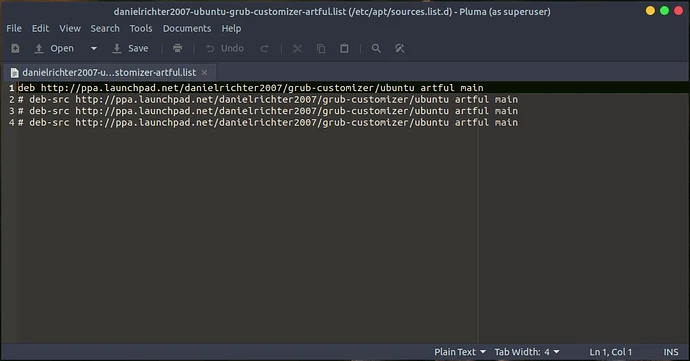 danielrichter2007-ubuntu-grub-customizer-artful.list (/etc/apt/sources.list.d) - Pluma (as superuser)
File Edit View Search Tools Documents Help
Open Save Undo
danielrichter2007-u...stomizer-artful.list ×
1 deb http://ppa.launchpad.net/danielrichter2007/grub-customizer/ubuntu artful main
2 # deb-src http://ppa.launchpad.net/danielrichter2007/grub-customizer/ubuntu artful main
3 # deb-src http://ppa.launchpad.net/danielrichter2007/grub-customizer/ubuntu artful main
4 # deb-src http://ppa.launchpad.net/danielrichter2007/grub-customizer/ubuntu artful main
Plain Text Tab Width: 4 Ln 1, Col 1 INS